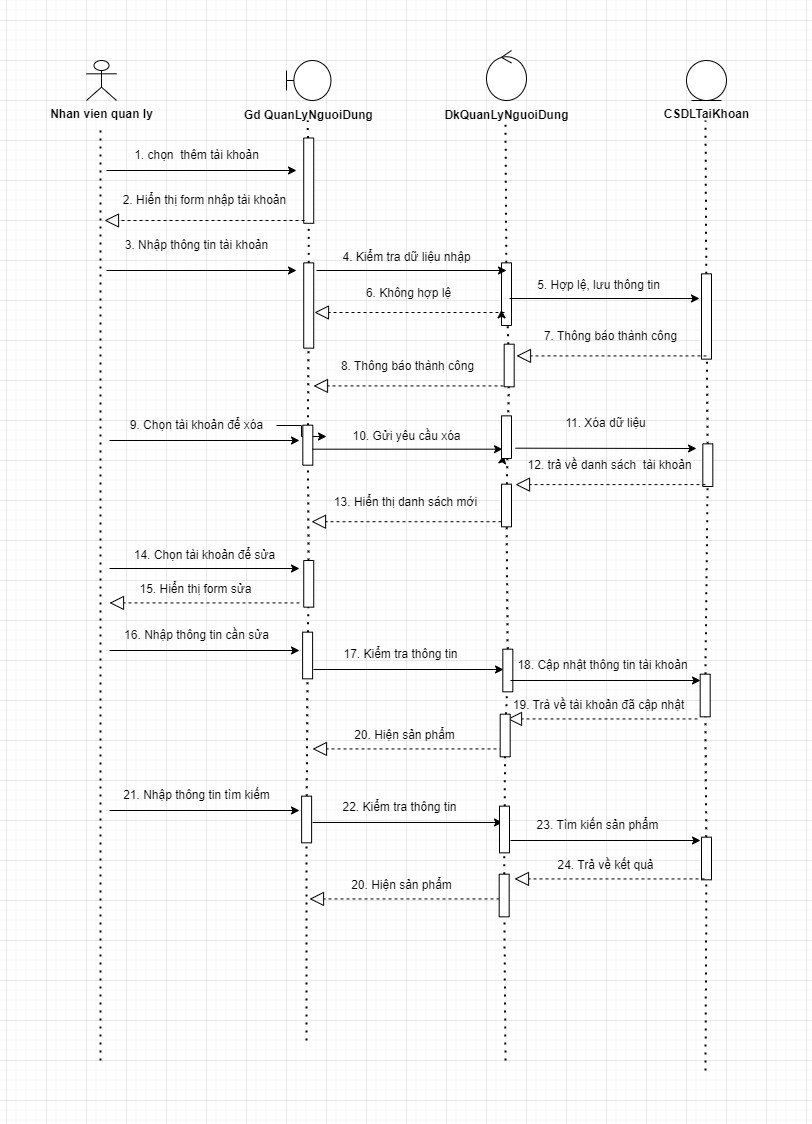 Nhan vien quan ly
Gd QuanLyNguoiDung
DkQuanLyNguoiDung
CSDLTaiKhoan
1. chọn thêm tài khoản
2. Hiển thị form nhập tài khoản
3. Nhập thông tin tài khoản
4. Kiểm tra dữ liệu nhập
5. Hợp lệ, lưu thông tin
6. Không hợp lệ
7. Thông báo thành công
8. Thông báo thành công
9. Chọn tài khoản để xóa
10. Gửi yêu cầu xóa
11. Xóa dữ liệu
12. trả về danh sách tài khoản
13. Hiển thị danh sách mới
14. Chọn tài khoản để sửa
15. Hiển thị form sửa
16. Nhập thông tin cần sửa
17. Kiểm tra thông tin
18. Cập nhật thông tin tài khoản
19. Trả về tài khoản đã cập nhật
20. Hiện sản phẩm
21. Nhập thông tin tìm kiếm
22. Kiểm tra thông tin
23. Tìm kiến sản phẩm
24. Trả về kết quả
20. Hiện sản phẩm